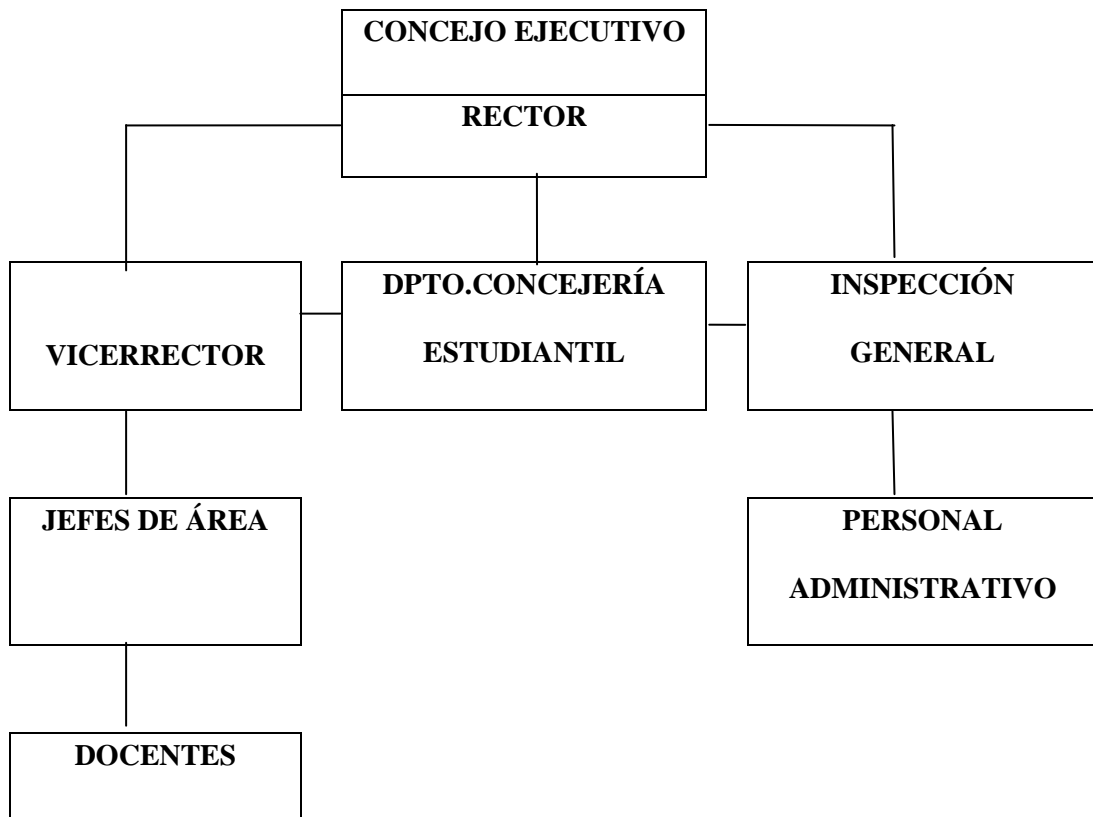 CONCEJO EJECUTIVO
RECTOR
VICERRECTOR
DPTO.CONCEJERÍA
ESTUDIANTIL
INSPECCIÓN
GENERAL
JEFES DE ÁREA
PERSONAL
ADMINISTRATIVO
DOCENTES